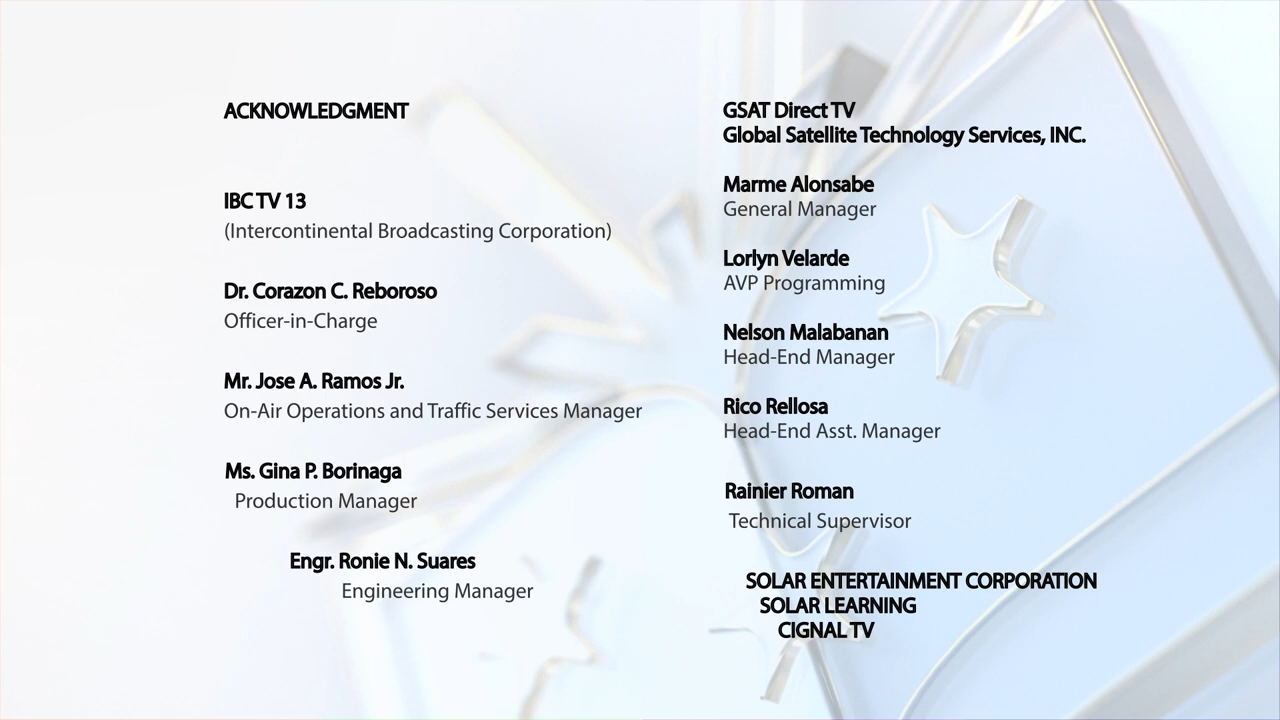 ACKNOWLEDGMENT
IBC TV 13
(Intercontinental Broadcasting Corporation)
Dr. Corazon C. Reboroso
Officer-in-Charge
Mr. Jose A. Ramos Jr.
On-Air Operations and Traffic Services Manager
Ms. Gina P. Borinaga
Production Manager
Engr. Ronie N. Suares
Engineering Manager
GSAT Direct TV
Global Satellite Technology Services, INC.
Marme Alonsabe
General Manager
Lorlyn Velarde
AVP Programming
Nelson Malabanan
Head-End Manager
Rico Rellosa
Head-End Asst. Manager
Rainier Roman
Technical Supervisor
SOLAR ENTERTAINMENT CORPORATION
SOLAR LEARNING
CIGNAL TV